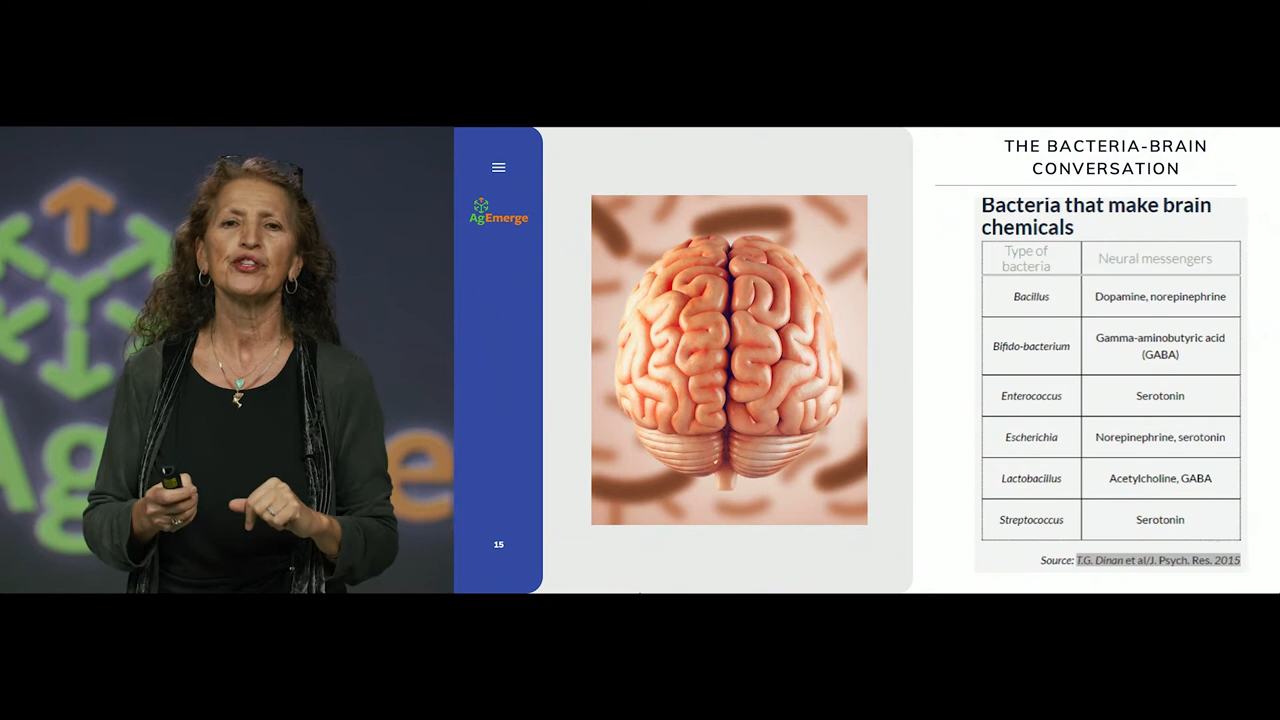 Ag
e
AgEmerge
15
THE BACTERIA-BRAIN
CONVERSATION
Bacteria that make brain
chemicals
Type of
bacteria
Neural messengers
Bacillus
Dopamine, norepinephrine
Bifido-bacterium
Gamma-aminobutyric acid
(GABA)
Enterococcus
Serotonin
Escherichia
Norepinephrine, serotonin
Lactobacillus
Acetylcholine, GABA
Streptococcus
Serotonin
Source: T.G. Dinan et al/J. Psych. Res. 2015